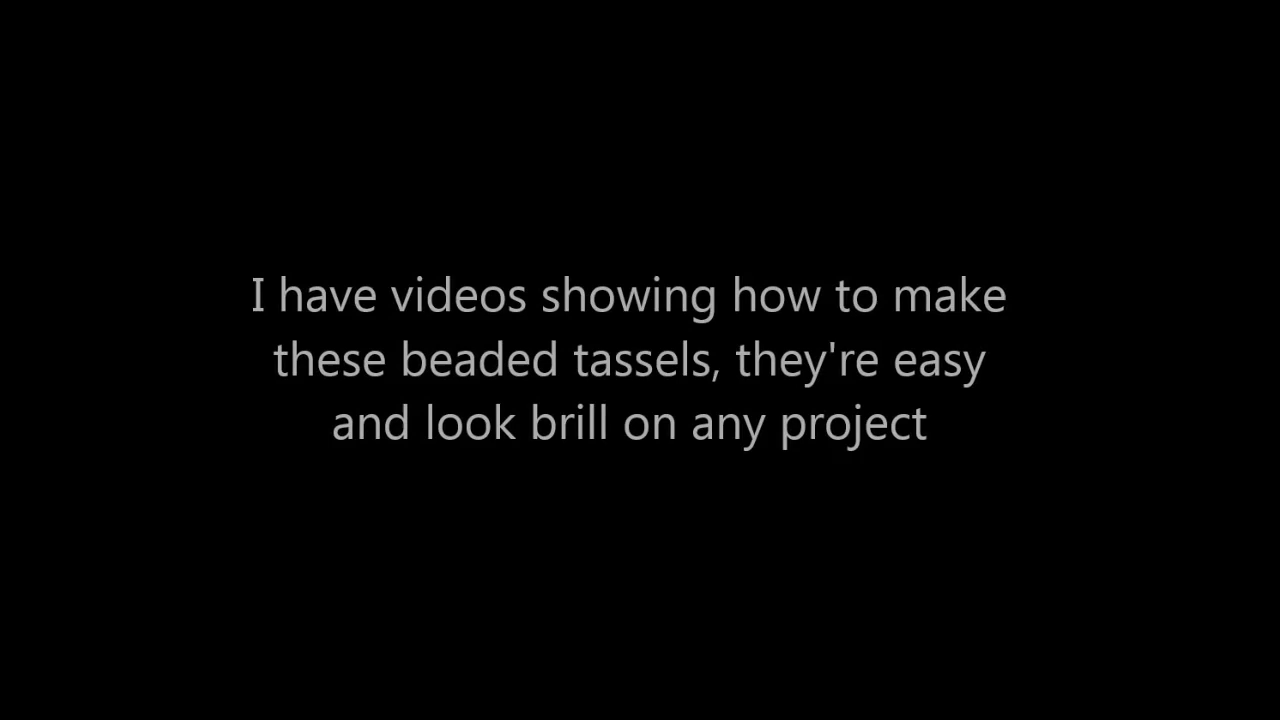 I have videos showing how to make
these beaded tassels, they're easy
and look brill on any project